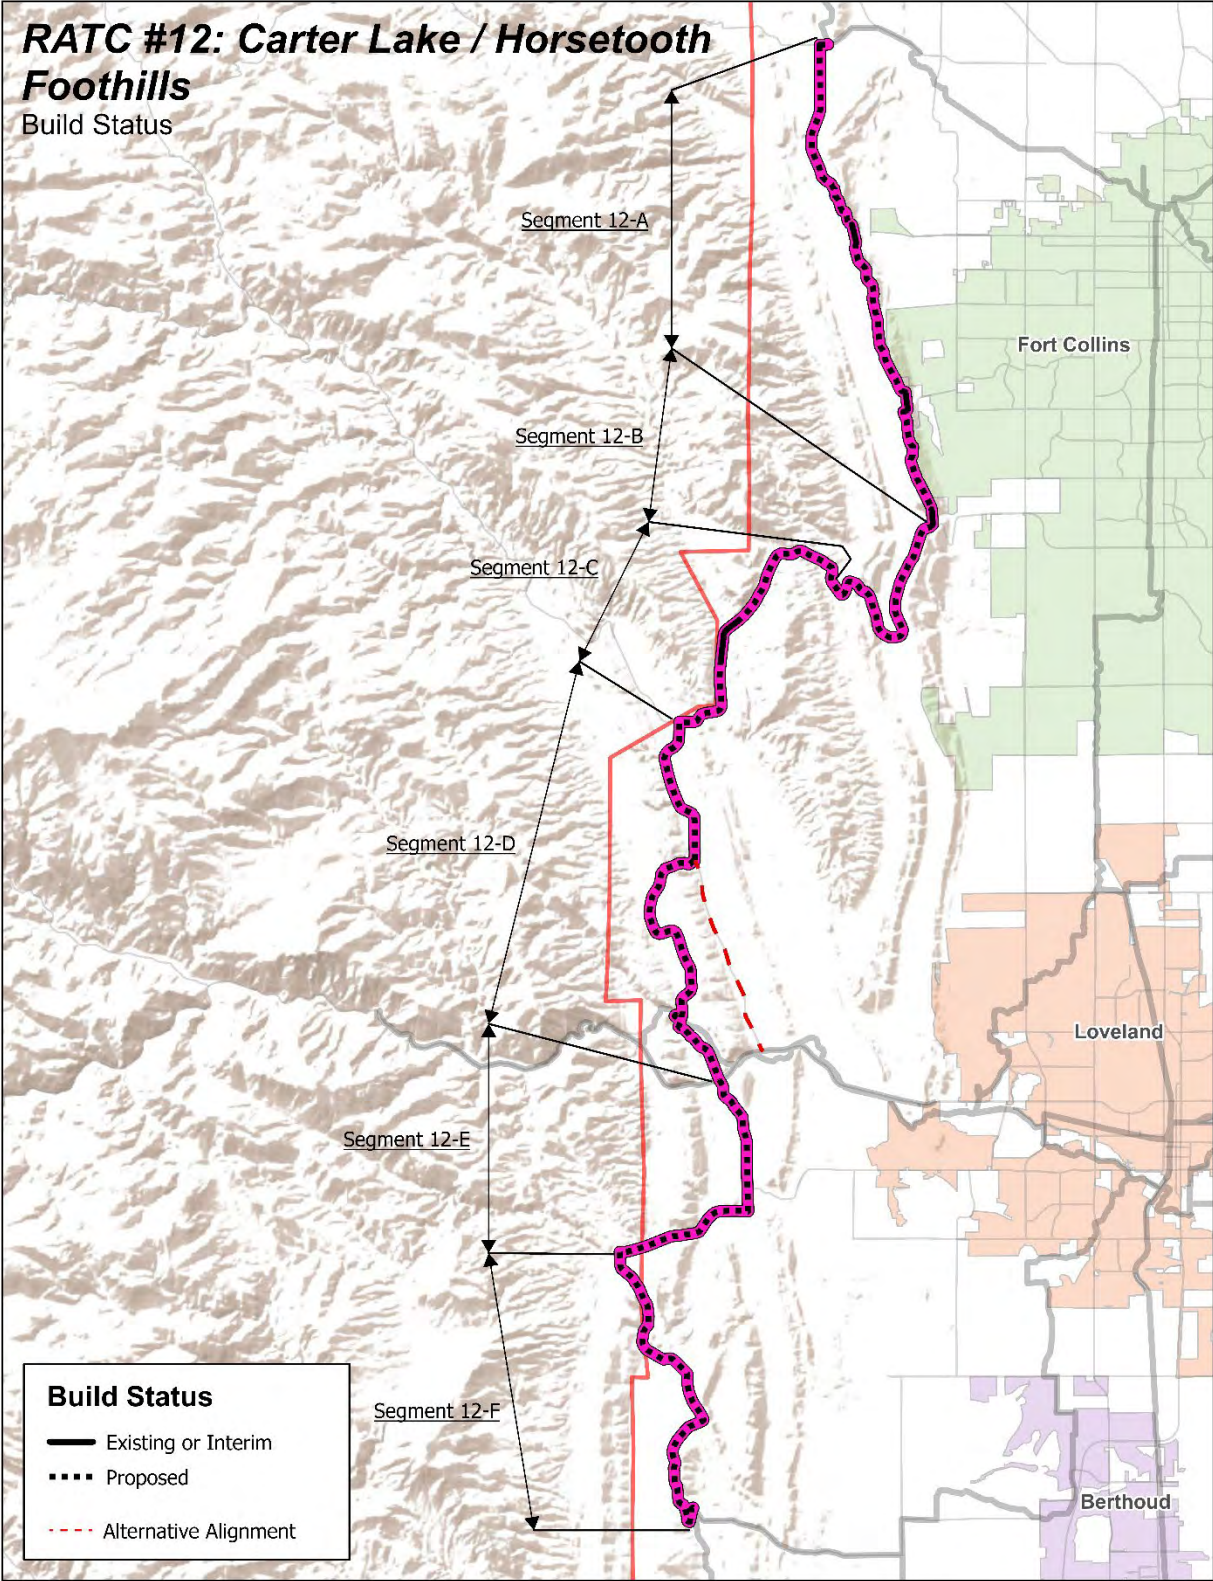 RATC #12: Carter Lake / Horsetooth
Foothills
Build Status
Segment 12-A
Fort Collins
Segment 12-B
Segment 12-C
Segment 12-D
Loveland
Segment 12-E
Build Status
Existing or Interim
Proposed
Alternative Alignment
Segment 12-F
Berthoud